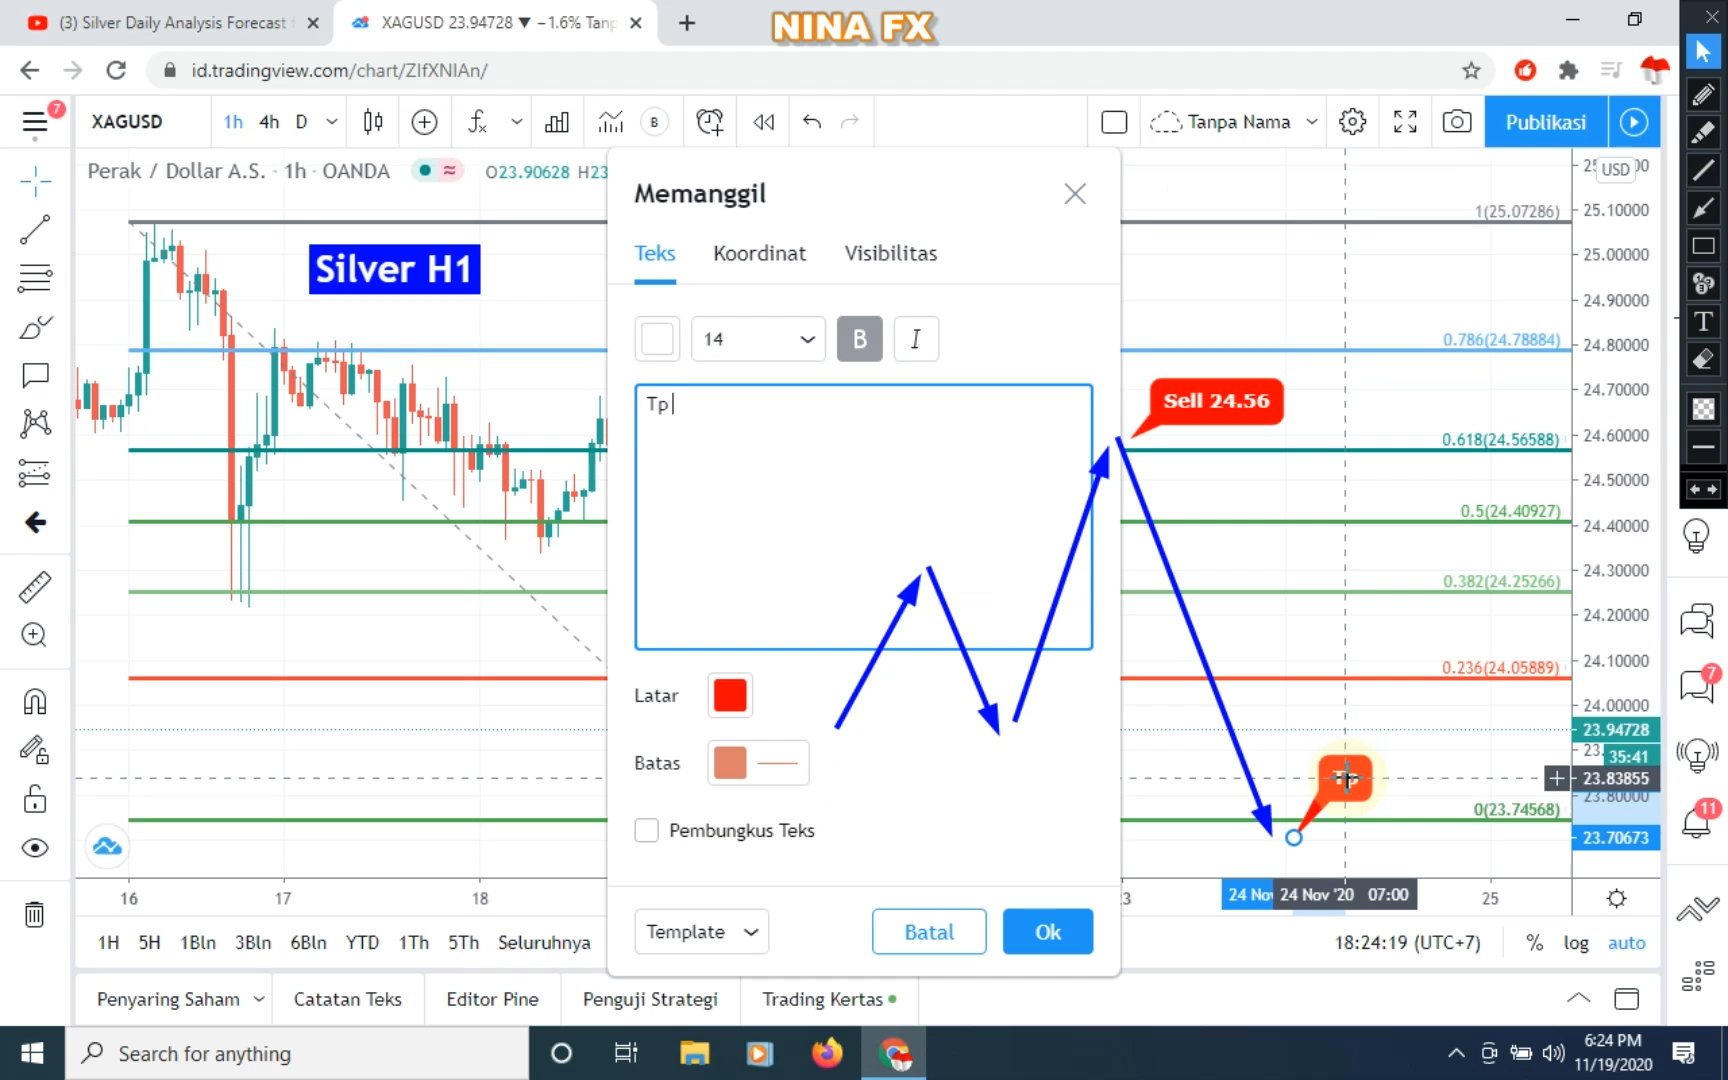 (3) Silver Daily Analysis Forecast
XAGUSD 23.94728 ▼ −1.6% Tanp
NINA FX
id.tradingview.com/chart/ZIfXNIAn/
7
XAGUSD
1h 4h D
B
Tanpa Nama
Publikasi
Perak / Dollar A.S. · 1h · OANDA
O23.90628 H23
USD
Silver H1
Memanggil
Teks Koordinat Visibilitas
14
B I
Tp
Latar
Batas
Pembungkus Teks
Template
Batal
Ok
Sell 24.56
Tp
1(25.07286)
0.786(24.78884)
0.618(24.56588)
0.5(24.40927)
0.382(24.25266)
0.236(24.05889)
0(23.74568)
25.10000
25.00000
24.90000
24.80000
24.70000
24.60000
24.50000
24.40000
24.30000
24.20000
24.10000
24.00000
23.94728
35:41
23.83855
23.80000
23.70673
T
7
11
16 17 18 25
24 Nov
24 Nov '20 07:00
1H 5H 1Bln 3Bln 6Bln YTD 1Th 5Th Seluruhnya
18:24:19 (UTC+7) % log auto
Penyaring Saham Catatan Teks Editor Pine Penguji Strategi Trading Kertas
Search for anything
6:24 PM
11/19/2020